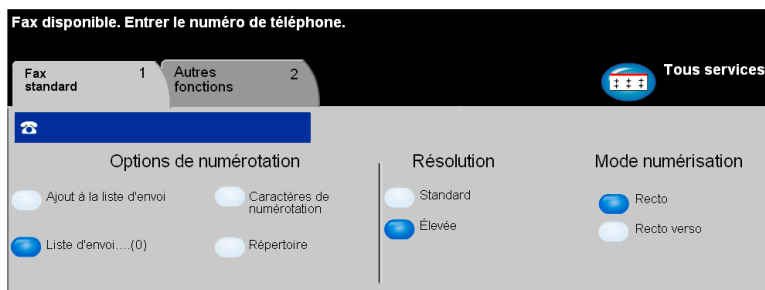 Fax disponible. Entrer le numéro de téléphone.
Fax standard 1
Autres fonctions 2
Tous services
Options de numérotation
Résolution
Mode numérisation
Ajout à la liste d'envoi
Caractères de numérotation
Standard
Recto
Élevée
Recto verso
Liste d'envoi....(0)
Répertoire